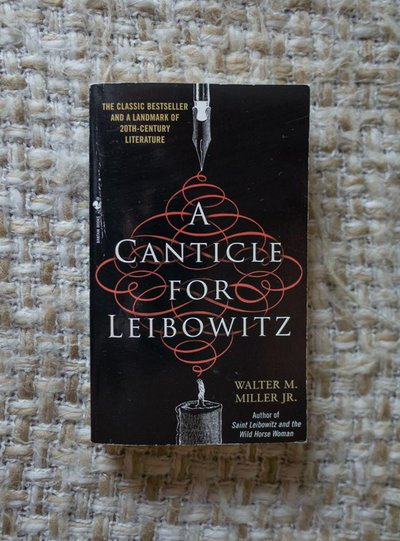 THE CLASSIC BESTSELLER
AND A LANDMARK OF
20TH-CENTURY
LITERATURE
A
CANTICLE
FOR
LEIBOWITZ
WALTER M.
MILLER JR.
Author of
Saint Leibowitz and the
Wild Horse Woman